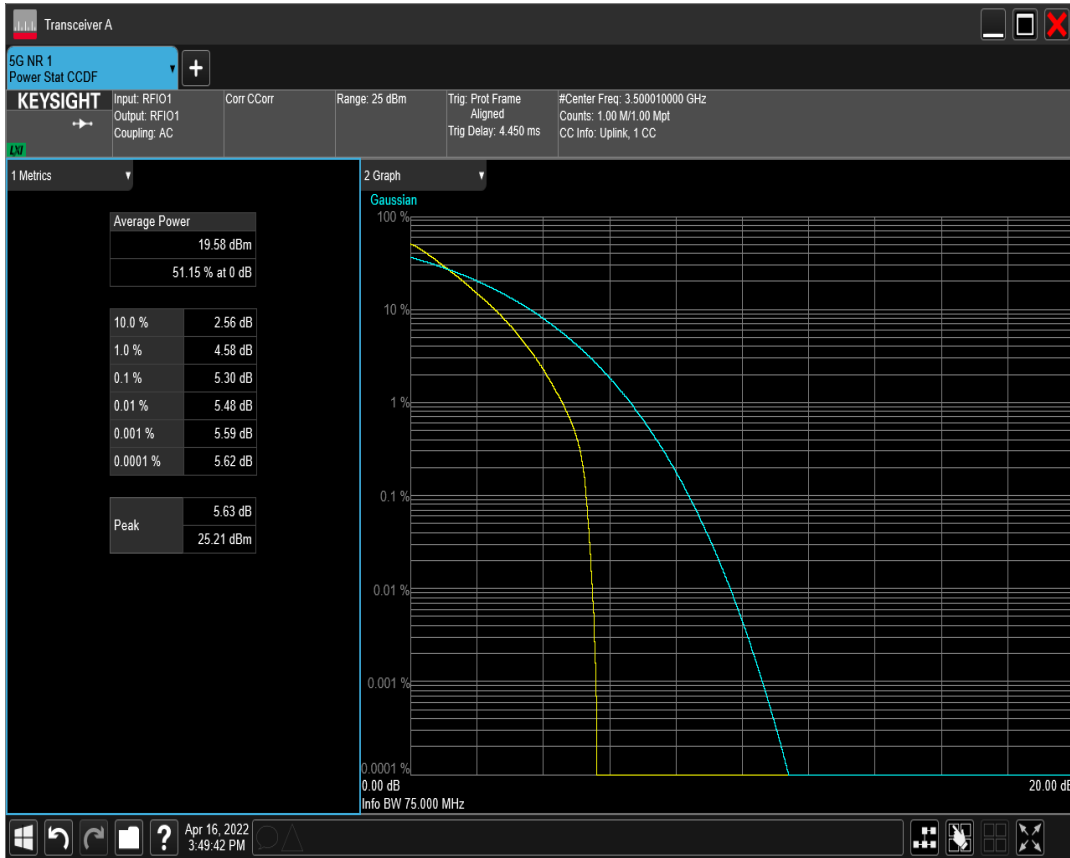 Transceiver A
5G NR 1
Power Stat CCDF
+
KEYSIGHT
LXI
Input: RFIO1
Output: RFIO1
Coupling: AC
Corr CCorr
Range: 25 dBm
Trig: Prot Frame
Aligned
Trig Delay: 4.450 ms
#Center Freq: 3.500010000 GHz
Counts: 1.00 M/1.00 Mpt
CC Info: Uplink, 1 CC
1 Metrics
Average Power
19.58 dBm
51.15 % at 0 dB
10.0 % 2.56 dB
1.0 % 4.58 dB
0.1 % 5.30 dB
0.01 % 5.48 dB
0.001 % 5.59 dB
0.0001 % 5.62 dB
Peak
5.63 dB
25.21 dBm
2 Graph
Gaussian
100 %
10 %
1 %
0.1 %
0.01 %
0.001 %
0.0001 %
0.00 dB
20.00 dB
Info BW 75.000 MHz
?
Apr 16, 2022
3:49:42 PM